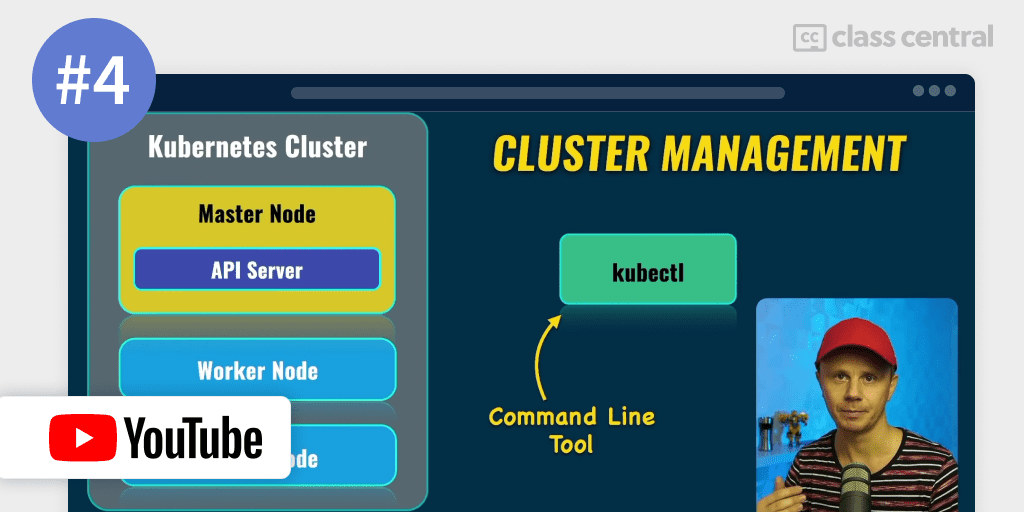 #4
cc class central
Kubernetes Cluster
CLUSTER MANAGEMENT
Master Node
API Server
kubectl
Worker Node
Command Line
Tool
YouTube
ode